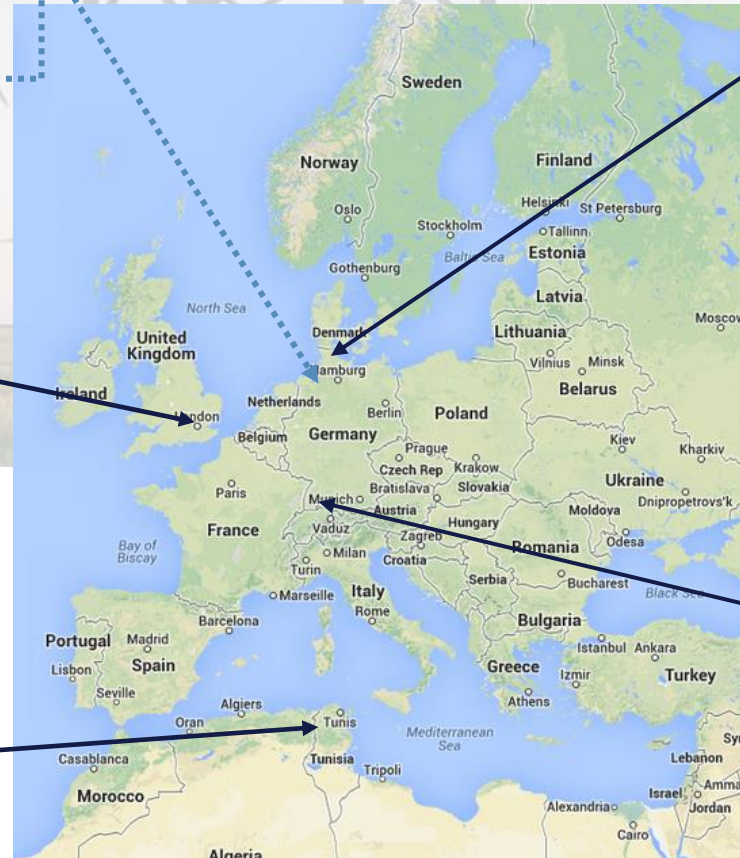 Sweden
Norway
Finland
Oslo
Helsinki
St Petersburg
Stockholm
Tallinn
Baltic Sea
Estonia
Gothenburg
Latvia
North Sea
Moscow
Denmark
Lithuania
United
Kingdom
Vilnius
Minsk
Hamburg
Ireland
Belarus
Netherlands
Berlin
London
Poland
Belgium
Germany
Kiev
Prague
Kharkiv
Czech Rep
Krakow
Ukraine
Paris
Bratislava
Slovakia
Munich
Dnipropetrovs'k
Austria
Moldova
Vaduz
Hungary
France
Zagreb
Odesa
Bay of
Biscay
Milan
Romania
Turin
Croatia
Serbia
Bucharest
Marseille
Italy
Black Sea
Rome
Barcelona
Bulgaria
Portugal
Madrid
Istanbul
Ankara
Spain
Lisbon
Greece
Izmir
Turkey
Seville
Athens
Algiers
Oran
Tunis
Mediterranean
Sea
Sy
Casablanca
Tunisia
Lebanon
Tripoli
Amma
Morocco
Israel
Jordan
Alexandria
Cairo
Algeria